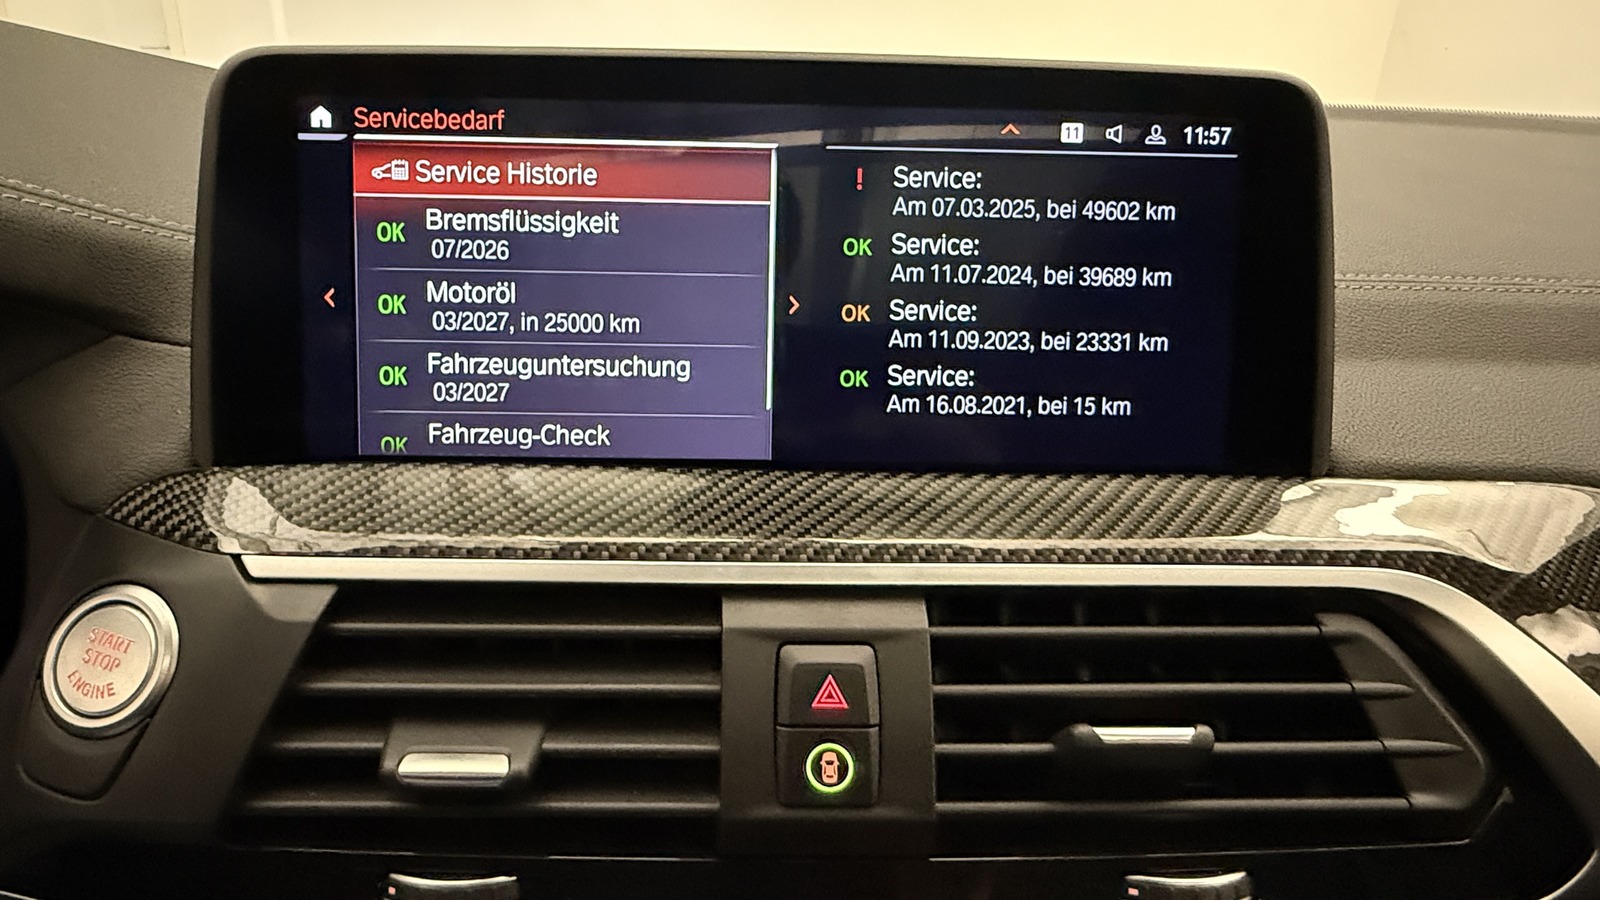 Servicebedarf
11 11:57
Service Historie
OK Bremsflüssigkeit
07/2026
OK Motoröl
03/2027, in 25000 km
OK Fahrzeuguntersuchung
03/2027
OK Fahrzeug-Check
! Service:
Am 07.03.2025, bei 49602 km
OK Service:
Am 11.07.2024, bei 39689 km
OK Service:
Am 11.09.2023, bei 23331 km
OK Service:
Am 16.08.2021, bei 15 km
START
STOP
ENGINE